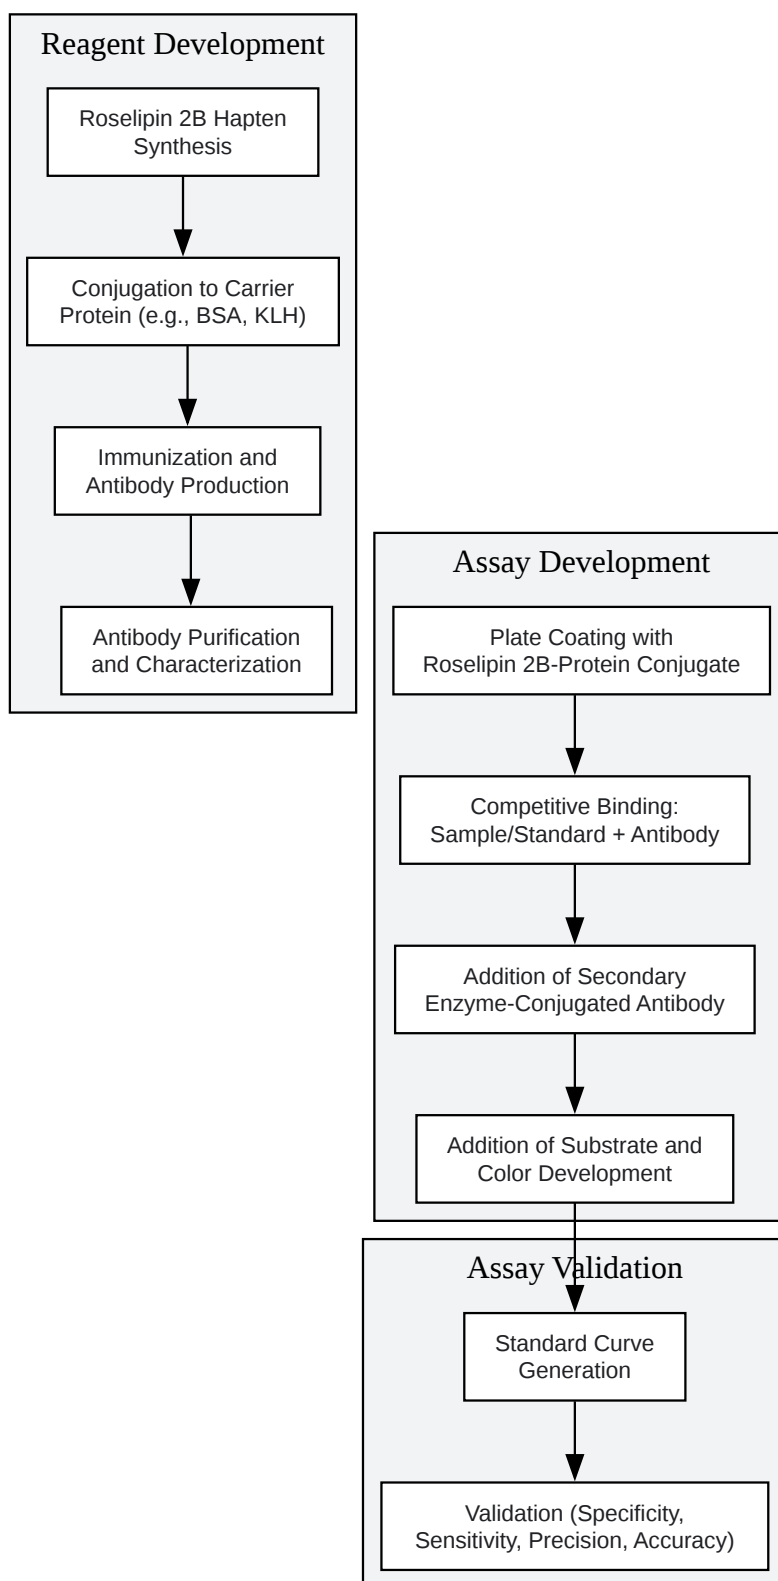 Reagent Development
Roselipin 2B Hapten
Synthesis
Conjugation to Carrier
Protein (e.g., BSA, KLH)
Immunization and
Antibody Production
Antibody Purification
and Characterization
Assay Development
Plate Coating with
Roselipin 2B-Protein Conjugate
Competitive Binding:
Sample/Standard + Antibody
Addition of Secondary
Enzyme-Conjugated Antibody
Addition of Substrate and
Color Development
Assay Validation
Standard Curve
Generation
Validation (Specificity,
Sensitivity, Precision, Accuracy)